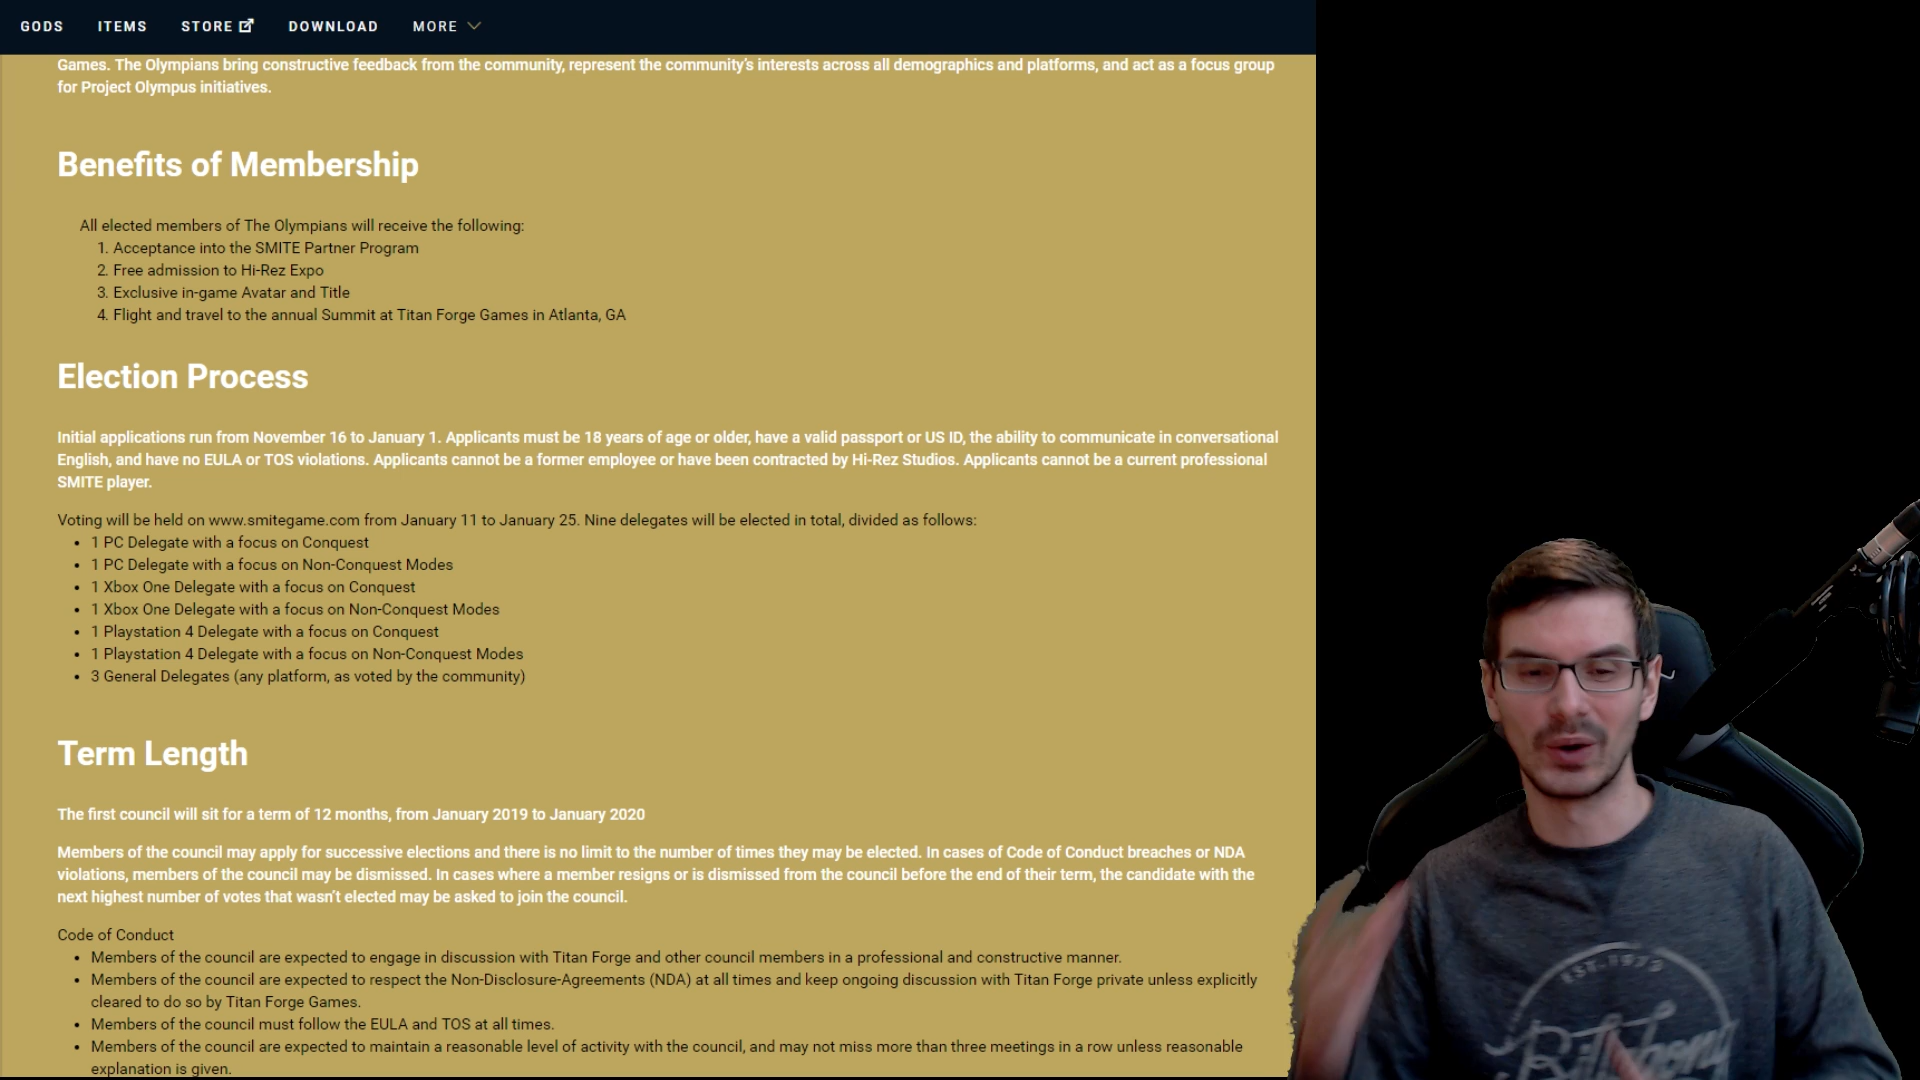 GODS ITEMS STORE DOWNLOAD MORE
Games. The Olympians bring constructive feedback from the community, represent the community's interests across all demographics and platforms, and act as a focus group
for Project Olympus initiatives.
Benefits of Membership
All elected members of The Olympians will receive the following:
1. Acceptance into the SMITE Partner Program
2. Free admission to Hi-Rez Expo
3. Exclusive in-game Avatar and Title
4. Flight and travel to the annual Summit at Titan Forge Games in Atlanta, GA
Election Process
Initial applications run from November 16 to January 1. Applicants must be 18 years of age or older, have a valid passport or US ID, the ability to communicate in conversational
English, and have no EULA or TOS violations. Applicants cannot be a former employee or have been contracted by Hi-Rez Studios. Applicants cannot be a current professional
SMITE player.
Voting will be held on www.smitegame.com from January 11 to January 25. Nine delegates will be elected in total, divided as follows:
• 1 PC Delegate with a focus on Conquest
• 1 PC Delegate with a focus on Non-Conquest Modes
• 1 Xbox One Delegate with a focus on Conquest
• 1 Xbox One Delegate with a focus on Non-Conquest Modes
• 1 Playstation 4 Delegate with a focus on Conquest
• 1 Playstation 4 Delegate with a focus on Non-Conquest Modes
• 3 General Delegates (any platform, as voted by the community)
Term Length
The first council will sit for a term of 12 months, from January 2019 to January 2020
Members of the council may apply for successive elections and there is no limit to the number of times they may be elected. In cases of Code of Conduct breaches or NDA
violations, members of the council may be dismissed. In cases where a member resigns or is dismissed from the council before the end of their term, the candidate with the
next highest number of votes that wasn't elected may be asked to join the council.
Code of Conduct
• Members of the council are expected to engage in discussion with Titan Forge and other council members in a professional and constructive manner.
• Members of the council are expected to respect the Non-Disclosure-Agreements (NDA) at all times and keep ongoing discussion with Titan Forge private unless explicitly
cleared to do so by Titan Forge Games.
• Members of the council must follow the EULA and TOS at all times.
• Members of the council are expected to maintain a reasonable level of activity with the council, and may not miss more than three meetings in a row unless reasonable
explanation is given.
EST. 1973
Billabong